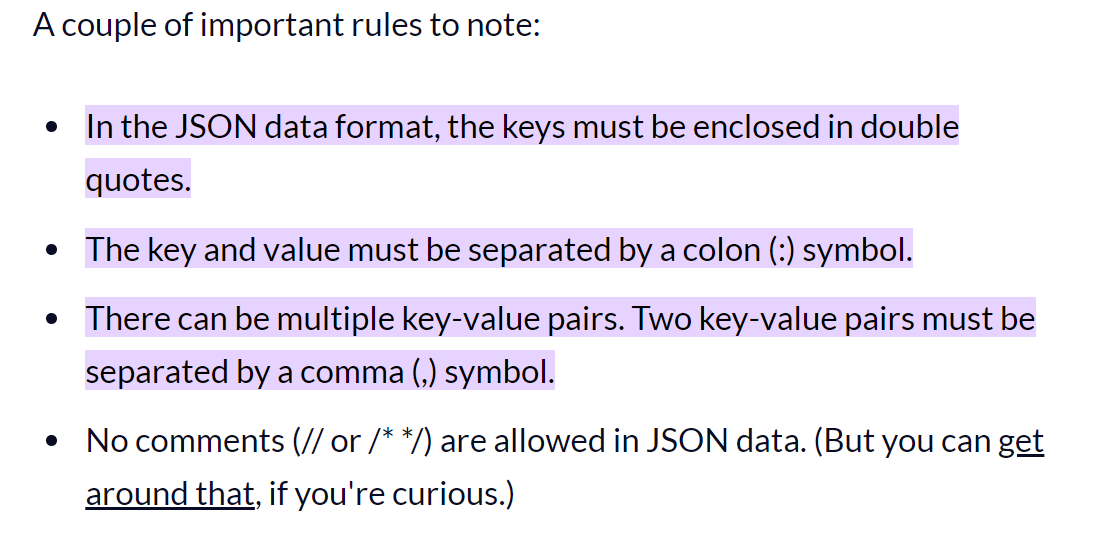 A couple of important rules to note:
In the JSON data format, the keys must be enclosed in double
quotes.
The key and value must be separated by a colon (:) symbol.
There can be multiple key-value pairs. Two key-value pairs must be
separated by a comma (,) symbol.
No comments (// or /* */) are allowed in JSON data. (But you can get
around that, if you're curious.)